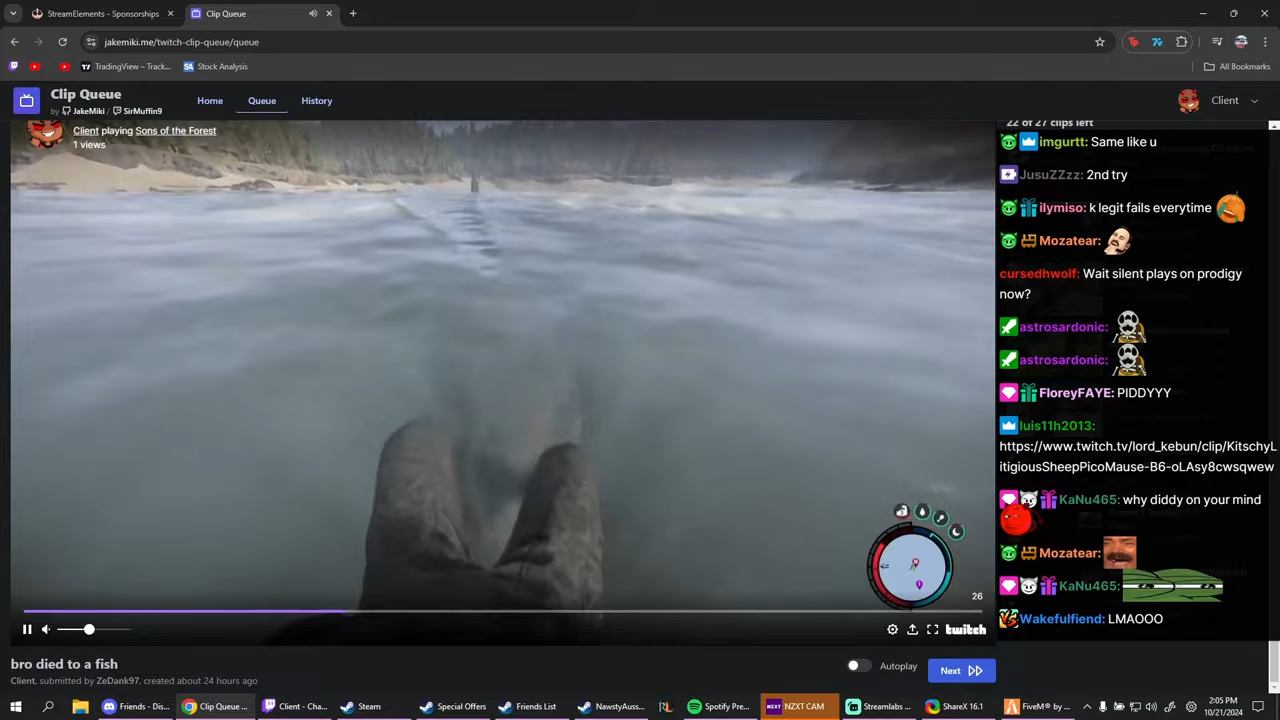 StreamElements - Sponsorships
Clip Queue
jakemiki.me/twitch-clip-queue/queue
TradingView – Track...
SA Stock Analysis
All Bookmarks
Clip Queue
by JakeMiki / SirMuffin9
Home
Queue
History
Client
Client playing Sons of the Forest
1 views
22 of 27 clips left
imgurtt: Same like u
JusuZZzz: 2nd try
ilymiso: k legit fails everytime
Mozatear:
cursedhwolf: Wait silent plays on prodigy
now?
astrosardonic:
astrosardonic:
FloreyFAYE: PIDDYYY
luis11h2013:
https://www.twitch.tv/lord_kebun/clip/KitschyL
itigiousSheepPicoMause-B6-oLAsy8cwsqwew
KaNu465: why diddy on your mind
Mozatear:
KaNu465:
Wakefulfiend: LMAOOO
26
twitch
bro died to a fish
Client, submitted by ZeDank97, created about 24 hours ago
Autoplay
Next
Friends - Dis...
Clip Queue ...
Client - Cha...
Steam
Special Offers
Friends List
NawstyAuss...
Spotify Pre...
NZXT NZXT CAM
Streamlabs ...
ShareX 16.1
FiveM® by ...
2:05 PM
10/21/2024